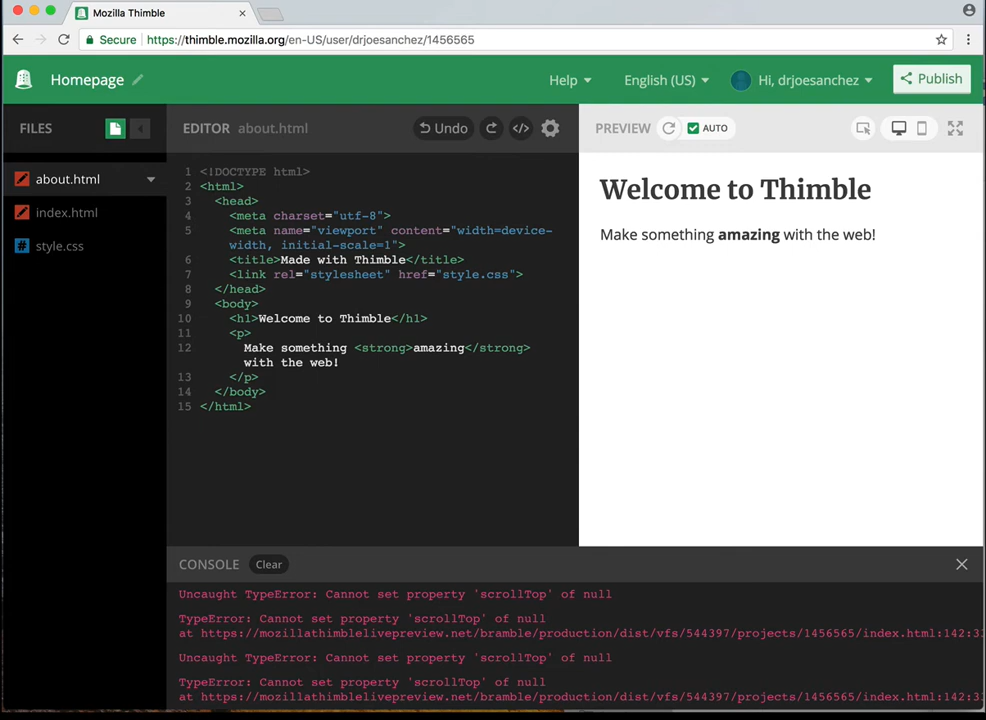 Mozilla Thimble
Secure https://thimble.mozilla.org/en-US/user/drjoesanchez/1456565
Homepage Help English (US) Hi, drjoesanchez Publish
FILES EDITOR about.html Undo </> PREVIEW AUTO
about.html
index.html
# style.css
1 <!DOCTYPE html>
2 <html>
3 <head>
4 <meta charset="utf-8">
5 <meta name="viewport" content="width=device-
width, initial-scale=1">
6 <title>Made with Thimble</title>
7 <link rel="stylesheet" href="style.css">
8 </head>
9 <body>
10 <h1>Welcome to Thimble</h1>
11 <p>
12 Make something <strong>amazing</strong>
with the web!
13 </p>
14 </body>
15 </html>
Welcome to Thimble
Make something amazing with the web!
CONSOLE Clear
Uncaught TypeError: Cannot set property 'scrollTop' of null
TypeError: Cannot set property 'scrollTop' of null
at https://mozillathimblelivepreview.net/bramble/production/dist/vfs/544397/projects/1456565/index.html:142:3
Uncaught TypeError: Cannot set property 'scrollTop' of null
TypeError: Cannot set property 'scrollTop' of null
at https://mozillathimblelivepreview.net/bramble/production/dist/vfs/544397/projects/1456565/index.html:142:3